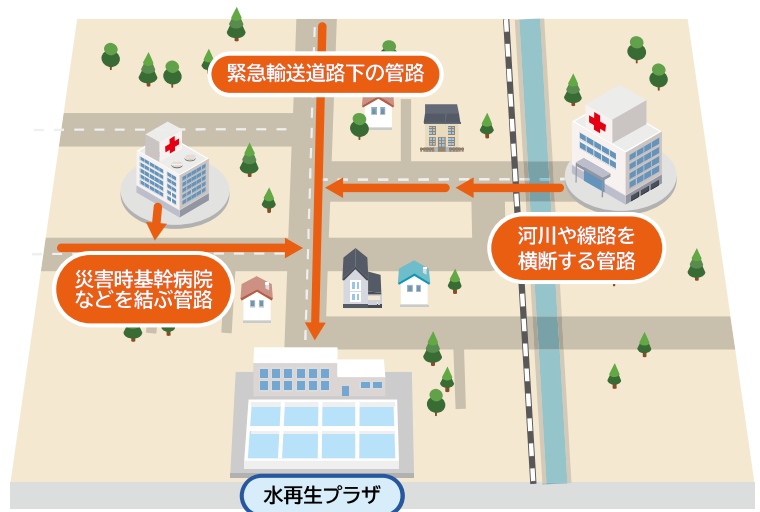 緊急輸送道路下の管路
河川や線路を
横断する管路
災害時基幹病院
などを結ぶ管路
水再生プラザ